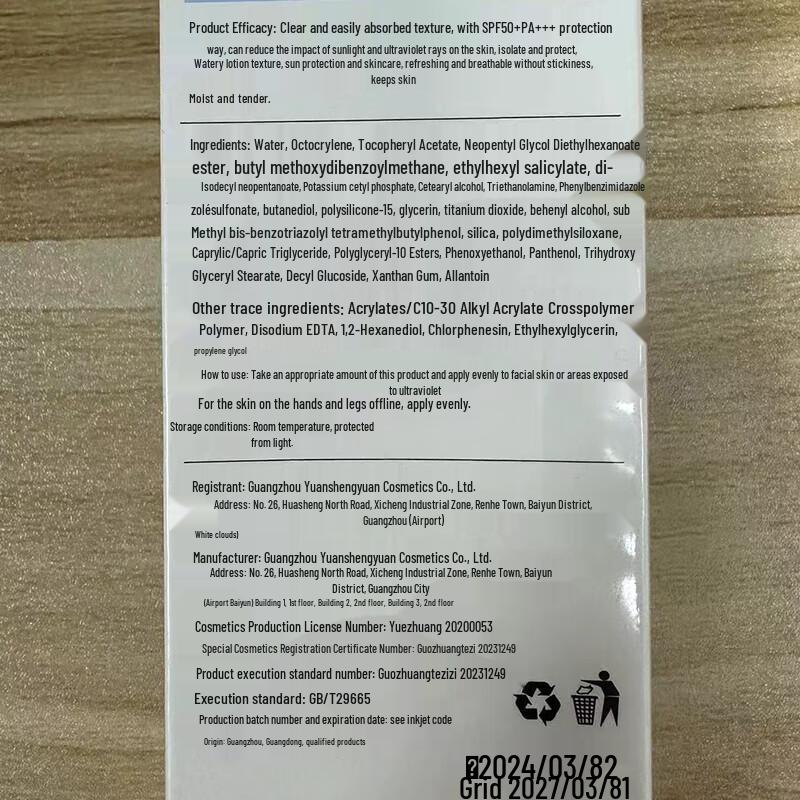 Product Efficacy: Clear and easily absorbed texture, with SPF50+PA+++ protection
way, can reduce the impact of sunlight and ultraviolet rays on the skin, isolate and protect,
Watery lotion texture, sun protection and skincare, refreshing and breathable without stickiness,
keeps skin
Moist and tender.
Ingredients: Water, Octocrylene, Tocopheryl Acetate, Neopentyl Glycol Diethylhexanoate
ester, butyl methoxydibenzoylmethane, ethylhexyl salicylate, di-
Isodecyl neopentanoate, Potassium cetyl phosphate, Cetearyl alcohol, Triethanolamine, Phenylbenzimidazole
zolésulfonate, butanediol, polysilicone-15, glycerin, titanium dioxide, behenyl alcohol, sub
Methyl bis-benzotriazolyl tetramethylbutylphenol, silica, polydimethylsiloxane,
Caprylic/Capric Triglyceride, Polyglyceryl-10 Esters, Phenoxyethanol, Panthenol, Trihydroxy
Glyceryl Stearate, Decyl Glucoside, Xanthan Gum, Allantoin
Other trace ingredients: Acrylates/C10-30 Alkyl Acrylate Crosspolymer
Polymer, Disodium EDTA, 1,2-Hexanediol, Chlorphenesin, Ethylhexylglycerin,
propylene glycol
How to use: Take an appropriate amount of this product and apply evenly to facial skin or areas exposed
to ultraviolet
For the skin on the hands and legs offline, apply evenly.
Storage conditions: Room temperature, protected
from light.
Registrant: Guangzhou Yuanshengyuan Cosmetics Co., Ltd.
Address: No. 26, Huasheng North Road, Xicheng Industrial Zone, Renhe Town, Baiyun District,
Guangzhou (Airport)
White clouds)
Manufacturer: Guangzhou Yuanshengyuan Cosmetics Co., Ltd.
Address: No. 26, Huasheng North Road, Xicheng Industrial Zone, Renhe Town, Baiyun
District, Guangzhou City
(Airport Baiyun) Building 1, 1st floor, Building 2, 2nd floor, Building 3, 2nd floor
Cosmetics Production License Number: Yuezhuang 20200053
Special Cosmetics Registration Certificate Number: Guozhuangtezi 20231249
Product execution standard number: Guozhuangtezizi 20231249
Execution standard: GB/T29665
Production batch number and expiration date: see inkjet code
Origin: Guangzhou, Guangdong, qualified products
2024/03/82
Grid 2027/03/81